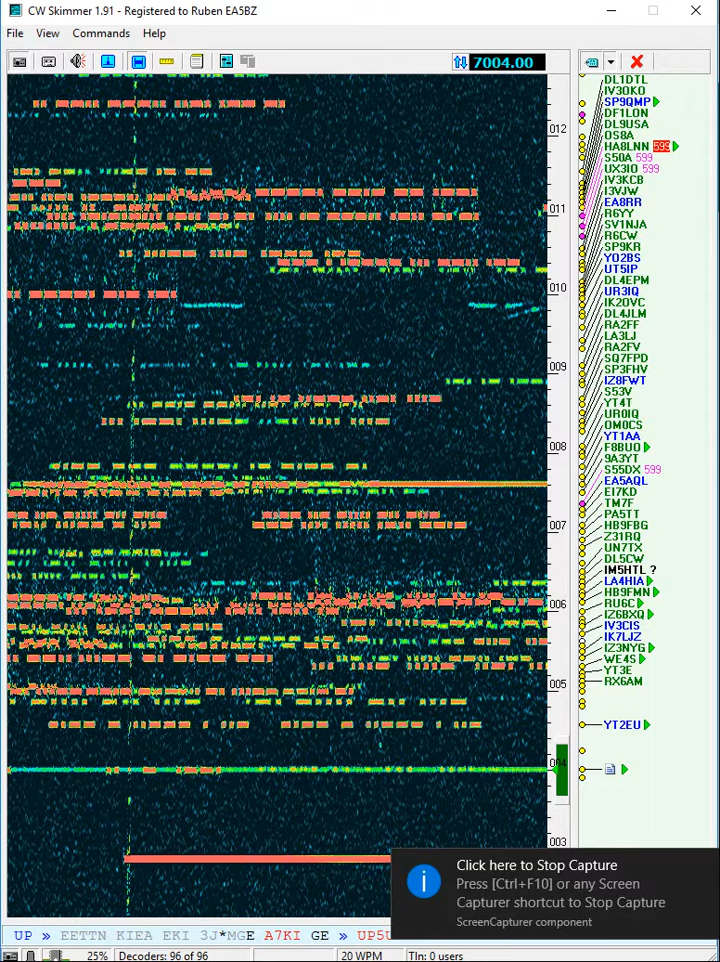 CW Skimmer 1.91 - Registered to Ruben EA5BZ
File View Commands Help
7004.00
012
011
010
009
008
007
006
005
004
003
DL1DTL
IV3OKO
SP9QMP
DF1LON
DL9USA
OS8A
HA8LNN 599
S50A 599
UX3IO 599
IV3KCB
I3VJW
EA8RR
R6YY
SV1NJA
R6CW
SP9KR
YO2BS
UT5IP
DL4EPM
UR3IQ
IK2OVC
DL4JLM
RA2FF
LA3LJ
RA2FV
SQ7FPD
SP3FHV
IZ8FWT
S53V
YT4T
UR0IQ
OM0CS
YT1AA
F8BUO
9A3YT
S55DX 599
EA5AQL
EI7KD
TM7F
PA5TT
HB9FBG
Z31RQ
UN7TX
DL5CW
IM5HTL ?
LA4HIA
HB9FMN
RU6C
IZ6BXQ
IV3CIS
IK7LJZ
IZ3NYG
WE4S
YT3E
RX6AM
YT2EU
Click here to Stop Capture
Press [Ctrl+F10] or any Screen
Capturer shortcut to Stop Capture
ScreenCapturer component
UP » EETTN KIEA EKI 3J*MGE A7KI GE » UP5U
25% Decoders: 96 of 96 20 WPM Tln: 0 users